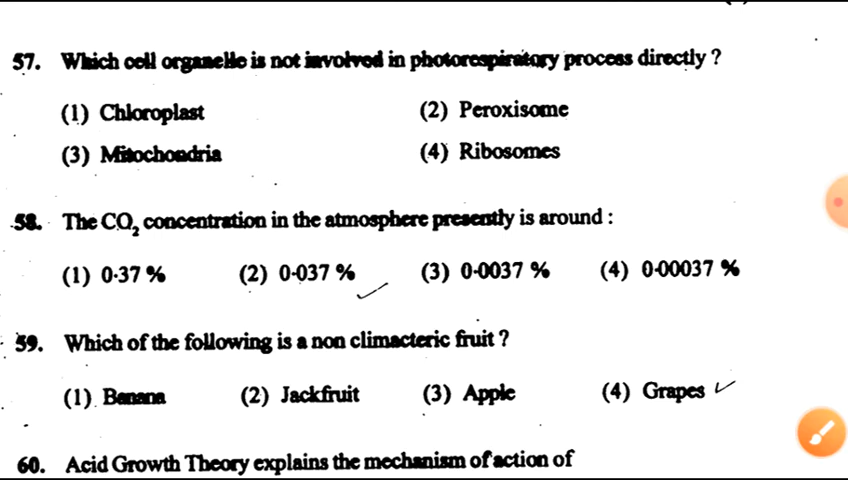 57. Which cell organelle is not involved in photorespiratory process directly ?
(1) Chloroplast (2) Peroxisome
(3) Mitochondria (4) Ribosomes
58. The CO₂ concentration in the atmosphere presently is around :
(1) 0·37 % (2) 0·037 % (3) 0·0037 % (4) 0·00037 %
59. Which of the following is a non climacteric fruit ?
(1) Banana (2) Jackfruit (3) Apple (4) Grapes
60. Acid Growth Theory explains the mechanism of action of